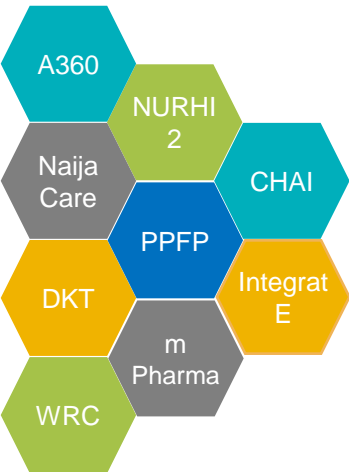 A360
NURHI
2
Naija
Care
CHAI
PPFP
DKT
Integrat
E
m
Pharma
WRC